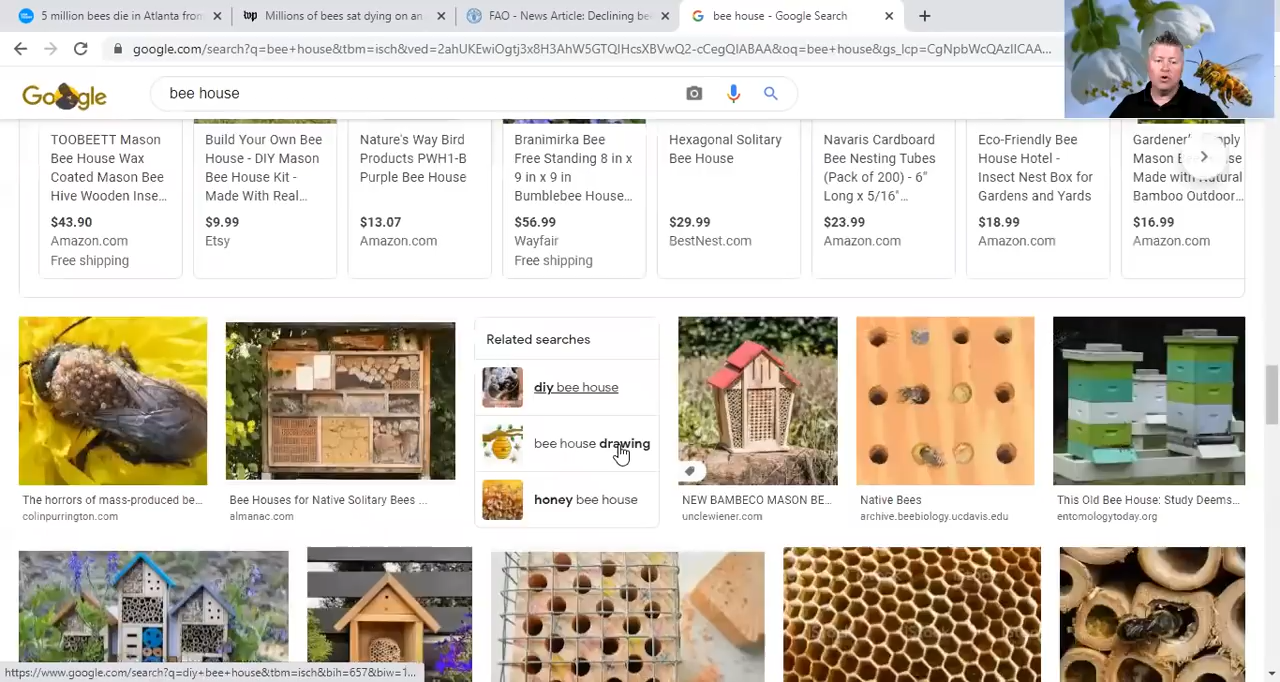 5 million bees die in Atlanta from
Millions of bees sat dying on an
FAO - News Article: Declining be
bee house - Google Search
google.com/search?q=bee+house&tbm=isch&ved=2ahUKEwiOgtj3x8H3AhW5GTQIHcsXBVwQ2-cCegQIABAA&oq=bee+house&gs_lcp=CgNpbWcQAzIICAA...
Google
bee house
TOOBEETT Mason
Bee House Wax
Coated Mason Bee
Hive Wooden Inse...
$43.90
Amazon.com
Free shipping
Build Your Own Bee
House - DIY Mason
Bee House Kit -
Made With Real...
$9.99
Etsy
Nature's Way Bird
Products PWH1-B
Purple Bee House
$13.07
Amazon.com
Branimirka Bee
Free Standing 8 in x
9 in x 9 in
Bumblebee House...
$56.99
Wayfair
Free shipping
Hexagonal Solitary
Bee House
$29.99
BestNest.com
Navaris Cardboard
Bee Nesting Tubes
(Pack of 200) - 6"
Long x 5/16"...
$23.99
Amazon.com
Eco-Friendly Bee
House Hotel -
Insect Nest Box for
Gardens and Yards
$18.99
Amazon.com
Mason
Made with Natural
Bamboo Outdoor...
$16.99
Amazon.com
Related searches
diy bee house
bee house drawing
honey bee house
The horrors of mass-produced be...
colinpurrington.com
Bee Houses for Native Solitary Bees ...
almanac.com
NEW BAMBECO MASON BE...
unclewiener.com
Native Bees
archive.beebiology.ucdavis.edu
This Old Bee House: Study Deems...
entomologytoday.org
https://www.google.com/search?q=diy+bee+house&tbm=isch&bih=657&biw=1...